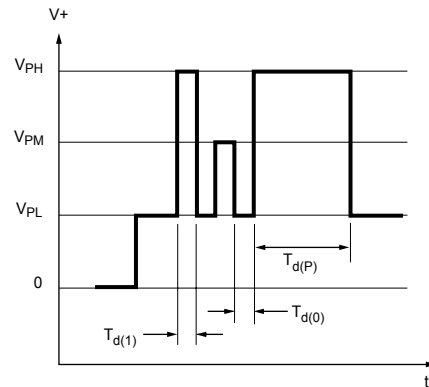 V+
VPH
VPM
VPL
0
Td(P)
Td(0)
Td(1)
t